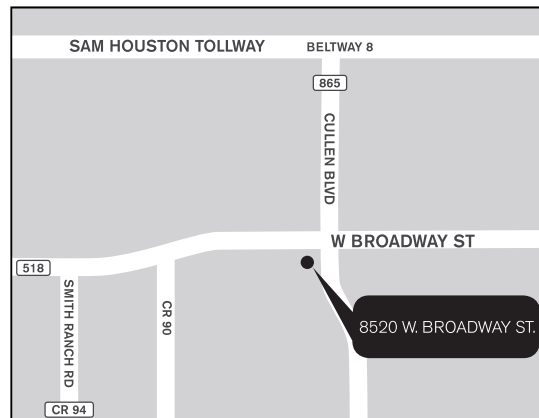 SAM HOUSTON TOLLWAY
BELTWAY 8
865
CULLEN BLVD
W BROADWAY ST
518
SMITH RANCH RD
CR 90
8520 W. BROADWAY ST.
CR 94